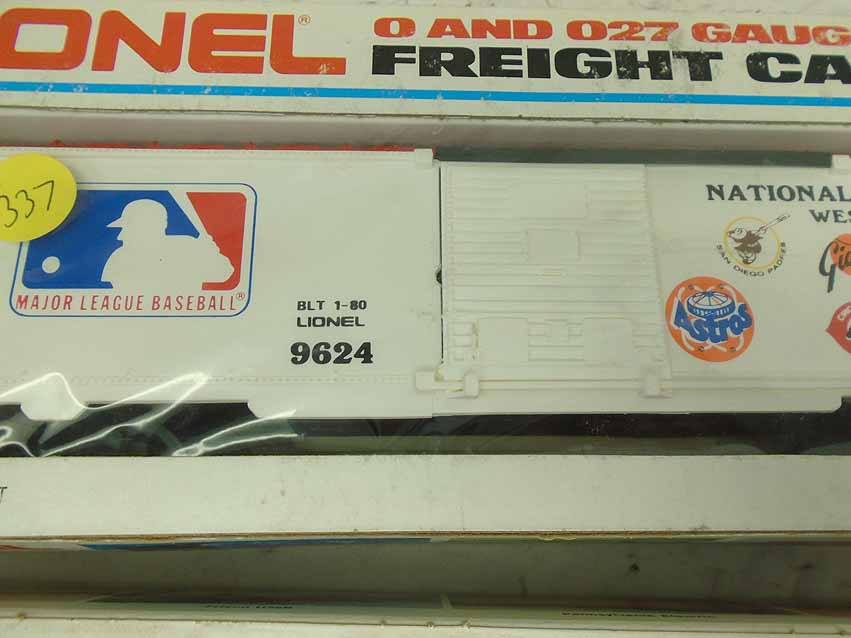 ONEL®
O AND O27 GAUG
FREIGHT CA
337
MAJOR LEAGUE BASEBALL®
BLT 1-80
LIONEL
9624
NATIONAL
WES
SAN DIEGO PADRES
Gia
Astros
T